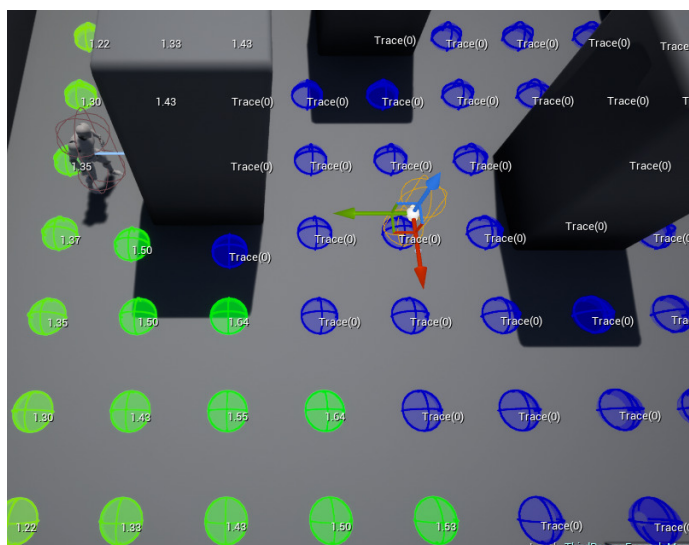 1.22 1.33 1.43 Trace(0) Trace(
1.30 1.43 Trace(0) Trace(0) Trace(0) Trace(0) Trace(0) Trace(0)
1.35 Trace(0) Trace(0) Trace(0) Trace(0) Trace(0)
1.37 1.50 Trace(0) Trace(0) Trace(0) Trace(0) Trace(0) Trace(0)
1.35 1.50 1.64 Trace(0) Trace(0) Trace(0) Trace(0) Trace(0
1.30 1.43 1.55 1.64 Trace(0) Trace(0) Trace(0)
1.22 1.33 1.43 1.50 1.53 Trace(0) Trace(0)